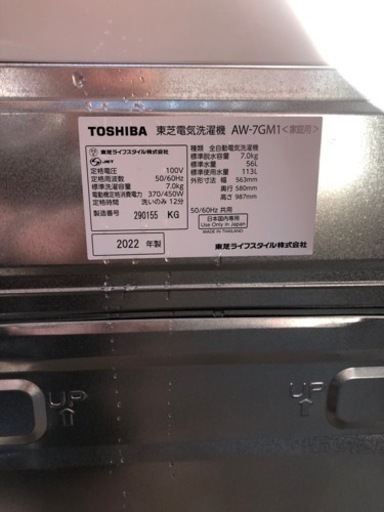 TOSHIBA 東芝電気洗濯機 AW-7GM1<家庭用>
東芝ライフスタイル株式会社
JET
定格電圧 100V
定格周波数 50/60Hz
標準洗濯容量 7.0kg
電動機定格消費電力 370/450W
定格時間 洗いのみ 12分
製造番号 290155 KG
2022 年製
種類 全自動電気洗濯機
標準脱水容量 7.0kg
標準水量 56L
標準使用水量 113L
外形寸法 幅 563mm
奥行 580mm
高さ 987mm
50/60Hz 共用
日本国内専用
Use Only in Japan
MADE IN THAILAND
東芝ライフスタイル株式会社
UP
UP